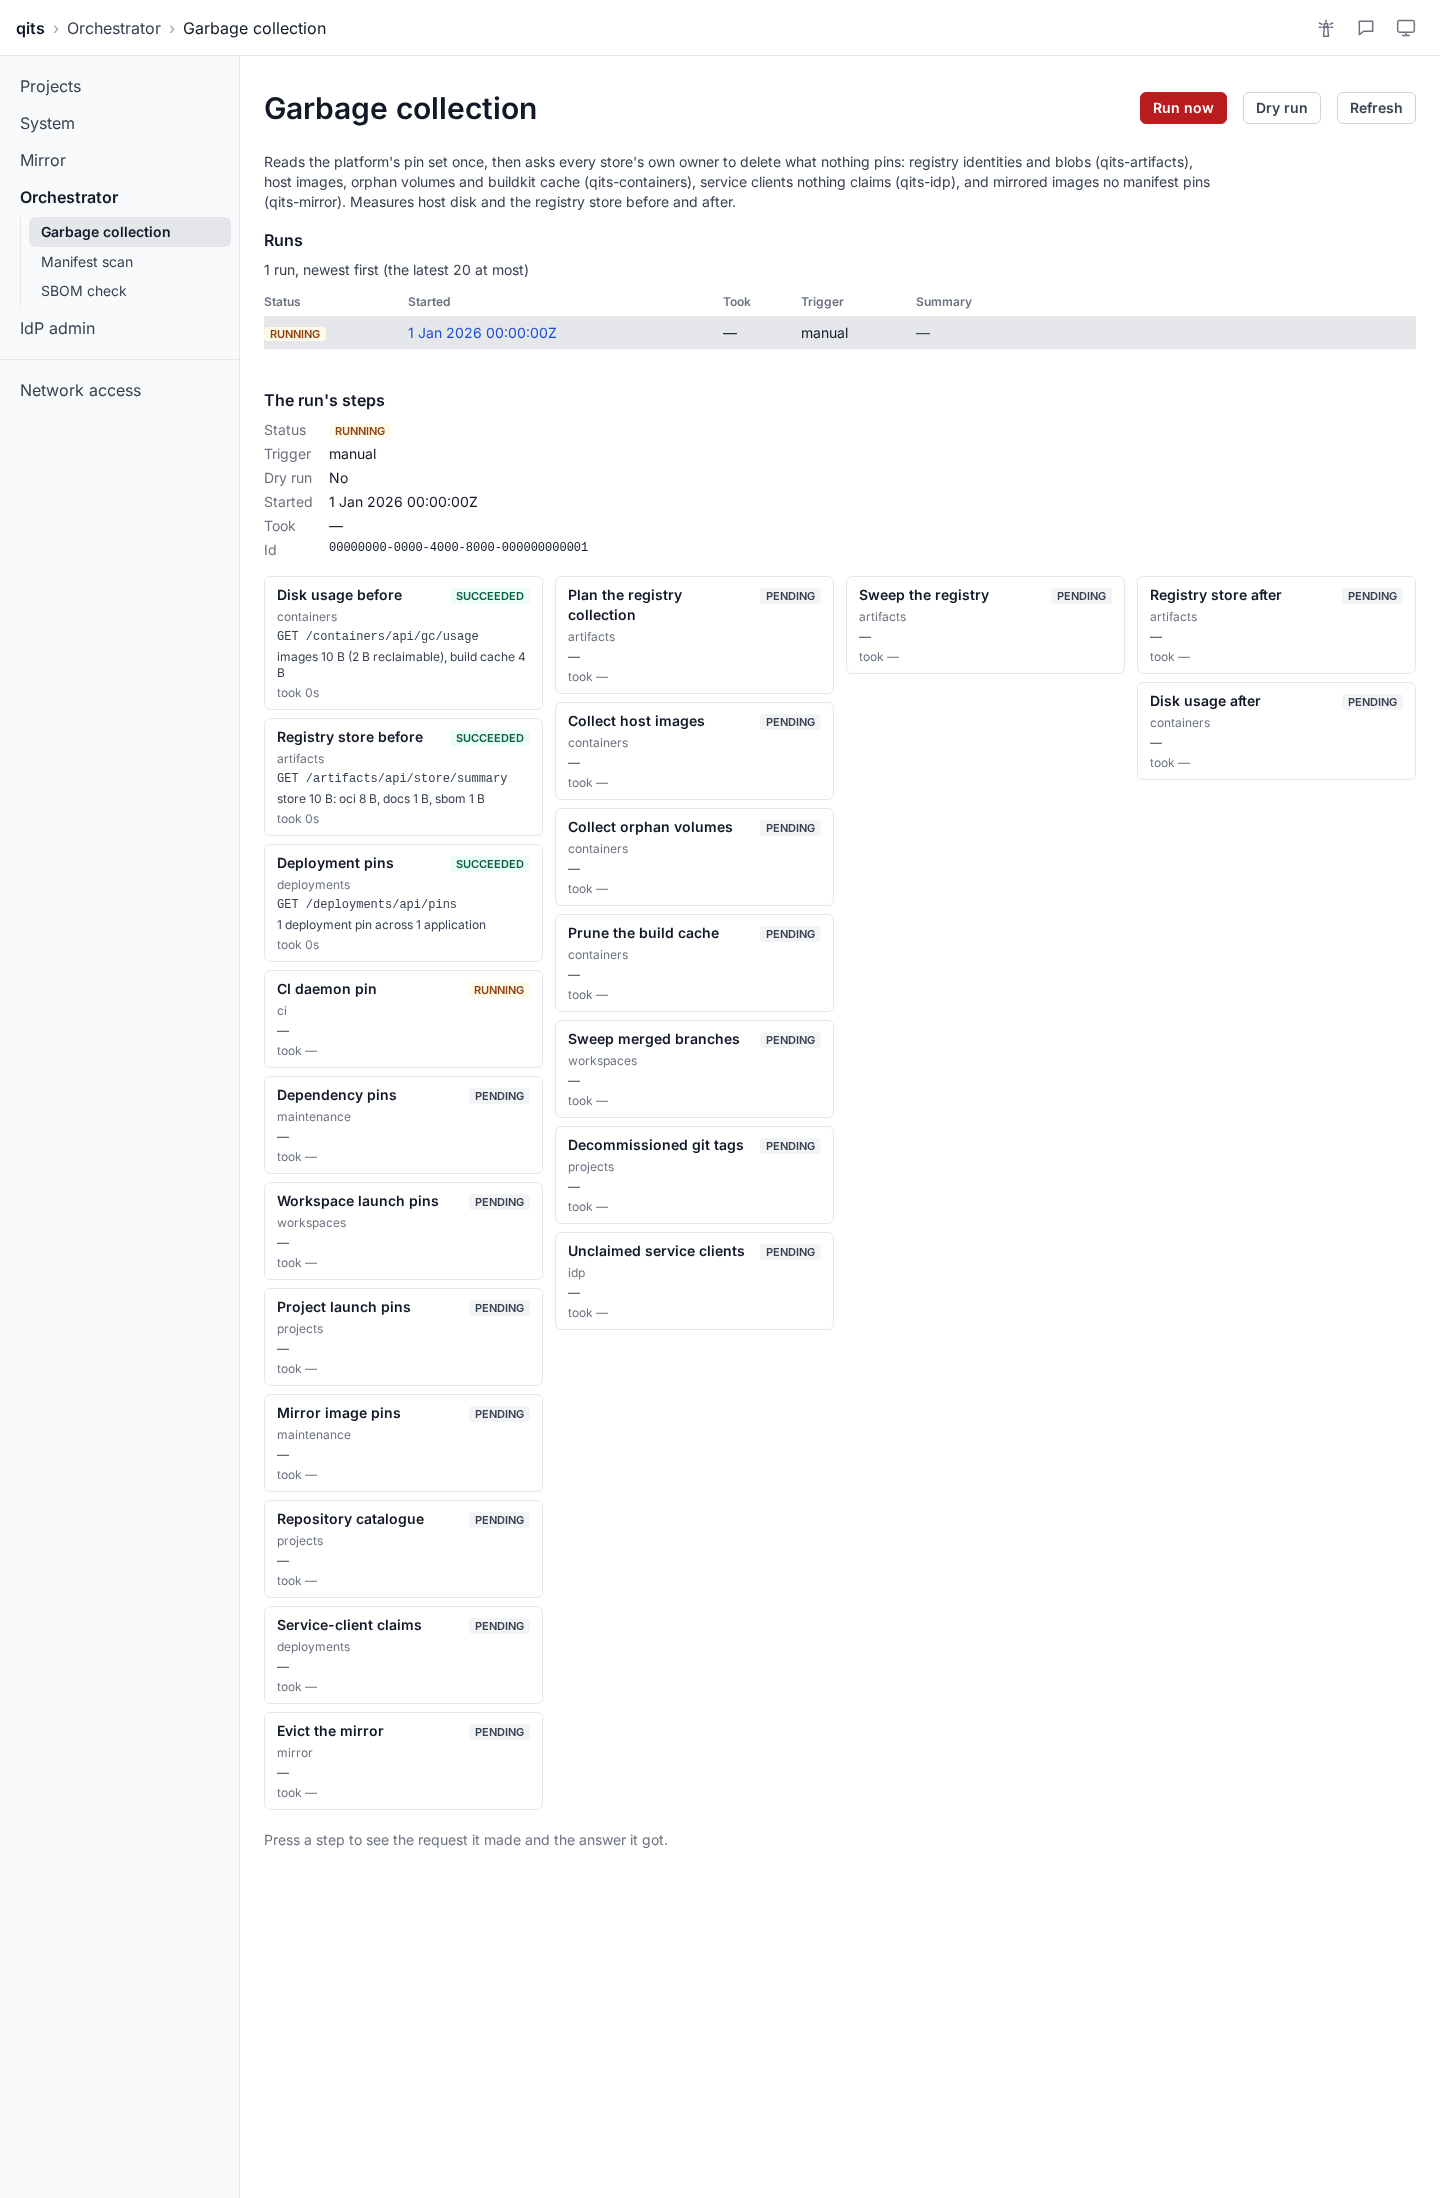 qits › Orchestrator › Garbage collection
Projects
System
Mirror
Orchestrator
Garbage collection
Manifest scan
SBOM check
IdP admin
Network access
Garbage collection
Run now
Dry run
Refresh
Reads the platform's pin set once, then asks every store's own owner to delete what nothing pins: registry identities and blobs (qits-artifacts),
host images, orphan volumes and buildkit cache (qits-containers), service clients nothing claims (qits-idp), and mirrored images no manifest pins
(qits-mirror). Measures host disk and the registry store before and after.
Runs
1 run, newest first (the latest 20 at most)
Status Started Took Trigger Summary
RUNNING 1 Jan 2026 00:00:00Z — manual —
The run's steps
Status RUNNING
Trigger manual
Dry run No
Started 1 Jan 2026 00:00:00Z
Took —
Id 00000000-0000-4000-8000-000000000001
Disk usage before SUCCEEDED
containers
GET /containers/api/gc/usage
images 10 B (2 B reclaimable), build cache 4
B
took 0s
Registry store before SUCCEEDED
artifacts
GET /artifacts/api/store/summary
store 10 B: oci 8 B, docs 1 B, sbom 1 B
took 0s
Deployment pins SUCCEEDED
deployments
GET /deployments/api/pins
1 deployment pin across 1 application
took 0s
CI daemon pin RUNNING
ci
—
took —
Dependency pins PENDING
maintenance
—
took —
Workspace launch pins PENDING
workspaces
—
took —
Project launch pins PENDING
projects
—
took —
Mirror image pins PENDING
maintenance
—
took —
Repository catalogue PENDING
projects
—
took —
Service-client claims PENDING
deployments
—
took —
Evict the mirror PENDING
mirror
—
took —
Plan the registry PENDING
collection
artifacts
—
took —
Collect host images PENDING
containers
—
took —
Collect orphan volumes PENDING
containers
—
took —
Prune the build cache PENDING
containers
—
took —
Sweep merged branches PENDING
workspaces
—
took —
Decommissioned git tags PENDING
projects
—
took —
Unclaimed service clients PENDING
idp
—
took —
Sweep the registry PENDING
artifacts
—
took —
Registry store after PENDING
artifacts
—
took —
Disk usage after PENDING
containers
—
took —
Press a step to see the request it made and the answer it got.